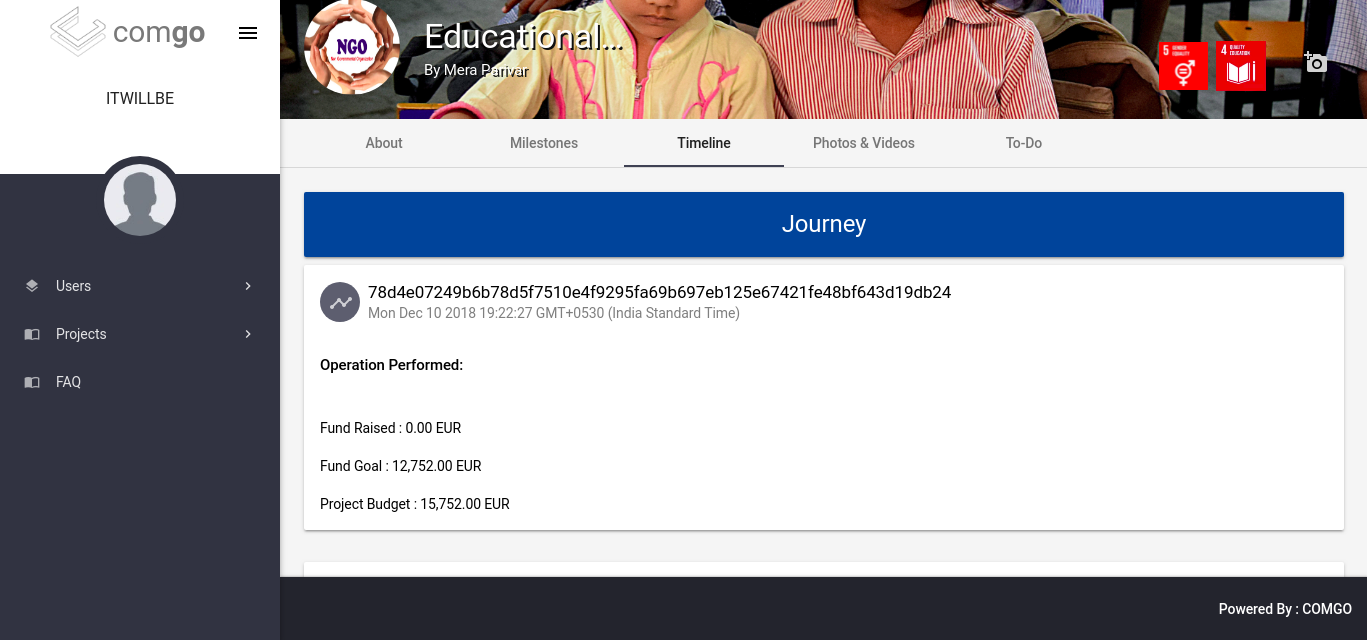 comgo
ITWILLBE
Users
Projects
FAQ
NGO
Educational...
By Mera Parivar
5 GENDER EQUALITY
4 QUALITY EDUCATION
About
Milestones
Timeline
Photos & Videos
To-Do
Journey
78d4e07249b6b78d5f7510e4f9295fa69b697eb125e67421fe48bf643d19db24
Mon Dec 10 2018 19:22:27 GMT+0530 (India Standard Time)
Operation Performed:
Fund Raised : 0.00 EUR
Fund Goal : 12,752.00 EUR
Project Budget : 15,752.00 EUR
Powered By : COMGO